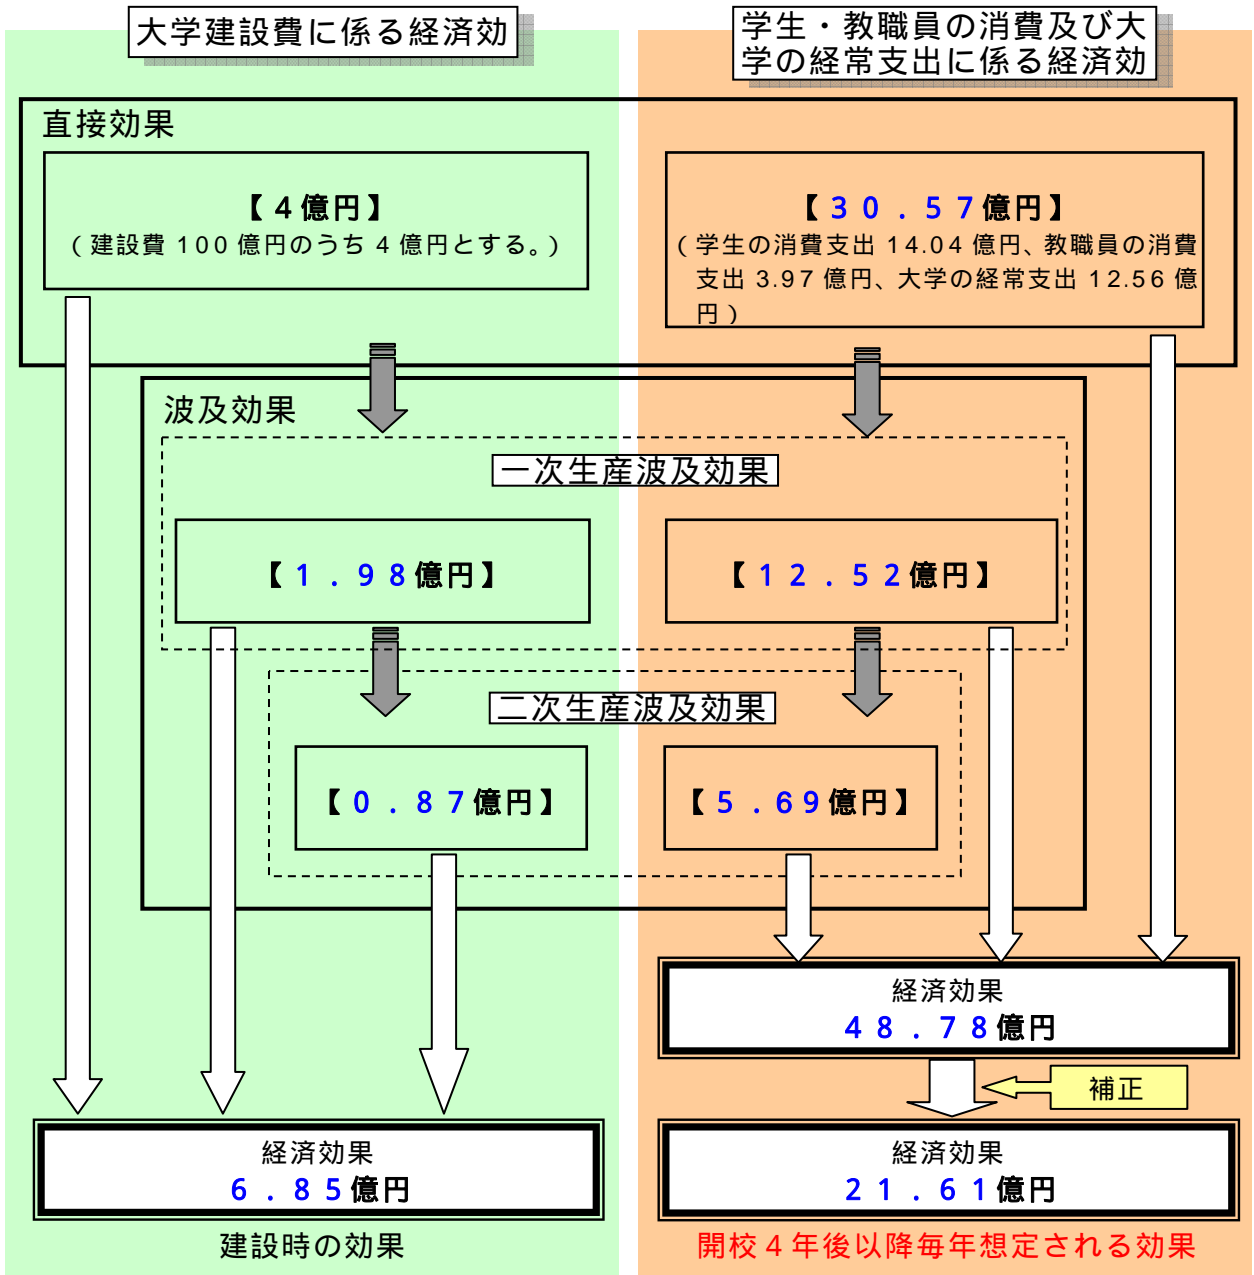 大学建設費に係る経済効
学生・教職員の消費及び大
学の経常支出に係る経済効
直接効果
【４億円】
（建設費 100 億円のうち 4 億円とする。）
【３０．５７億円】
（学生の消費支出 14.04 億円、教職員の消費
支出 3.97 億円、大学の経常支出 12.56 億
円）
波及効果
一次生産波及効果
【１．９８億円】
【１２．５２億円】
二次生産波及効果
【０．８７億円】
【５．６９億円】
経済効果
４８．７８億円
補正
経済効果
６．８５億円
経済効果
２１．６１億円
建設時の効果
開校４年後以降毎年想定される効果